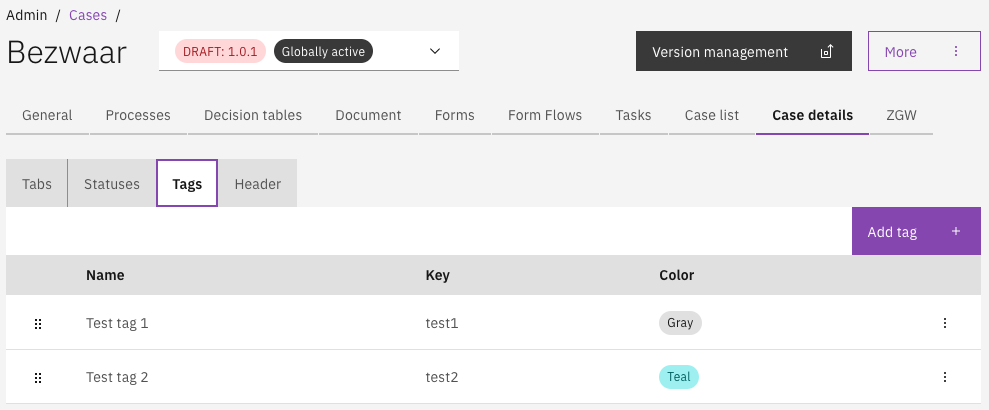 Admin / Cases /
Bezwaar DRAFT: 1.0.1 Globally active Version management More
General Processes Decision tables Document Forms Form Flows Tasks Case list Case details ZGW
Tabs Statuses Tags Header
Add tag +
Name Key Color
Test tag 1 test1 Gray
Test tag 2 test2 Teal